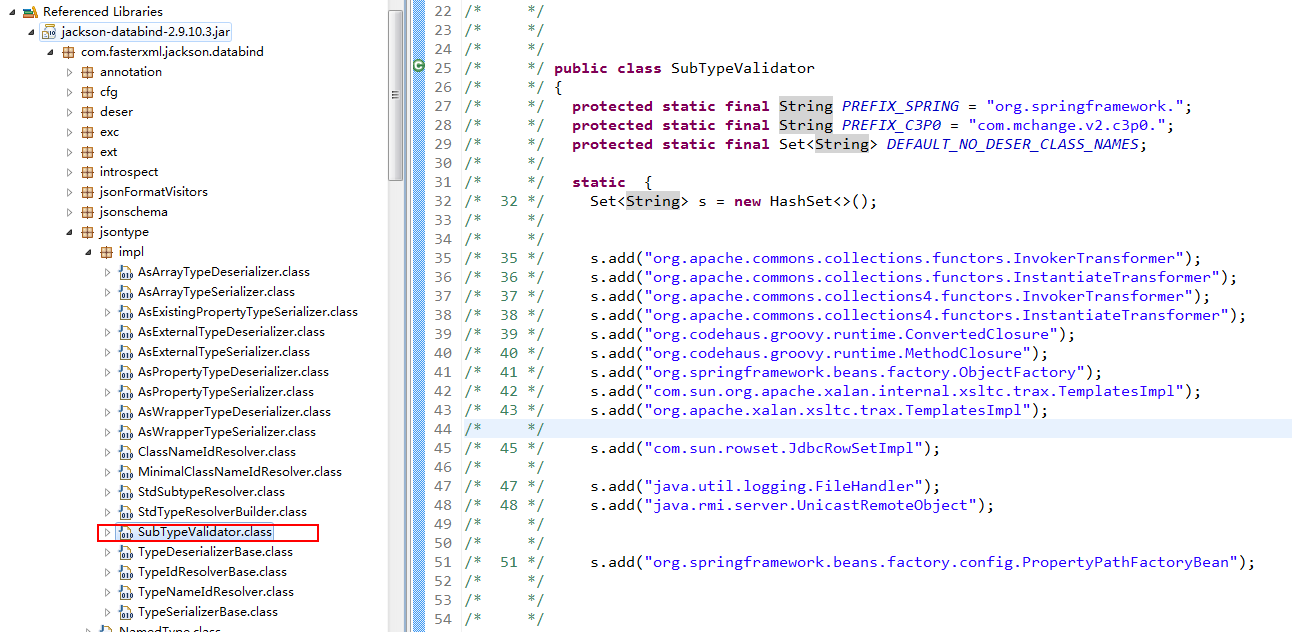 Referenced Libraries
jackson-databind-2.9.10.3.jar
com.fasterxml.jackson.databind
annotation
cfg
deser
exc
ext
introspect
jsonFormatVisitors
jsonschema
jsontype
impl
AsArrayTypeDeserializer.class
AsArrayTypeSerializer.class
AsExistingPropertyTypeSerializer.class
AsExternalTypeDeserializer.class
AsExternalTypeSerializer.class
AsPropertyTypeDeserializer.class
AsPropertyTypeSerializer.class
AsWrapperTypeDeserializer.class
AsWrapperTypeSerializer.class
ClassNameIdResolver.class
MinimalClassNameIdResolver.class
StdSubtypeResolver.class
StdTypeResolverBuilder.class
SubTypeValidator.class
TypeDeserializerBase.class
TypeIdResolverBase.class
TypeNameIdResolver.class
TypeSerializerBase.class
NamedType.class
22 /* */
23 /* */
24 /* */
25 /* */ public class SubTypeValidator
26 /* */ {
27 /* */ protected static final String PREFIX_SPRING = "org.springframework.";
28 /* */ protected static final String PREFIX_C3P0 = "com.mchange.v2.c3p0.";
29 /* */ protected static final Set<String> DEFAULT_NO_DESER_CLASS_NAMES;
30 /* */
31 /* */ static {
32 /* 32 */ Set<String> s = new HashSet<>();
33 /* */
34 /* */
35 /* 35 */ s.add("org.apache.commons.collections.functors.InvokerTransformer");
36 /* 36 */ s.add("org.apache.commons.collections.functors.InstantiateTransformer");
37 /* 37 */ s.add("org.apache.commons.collections4.functors.InvokerTransformer");
38 /* 38 */ s.add("org.apache.commons.collections4.functors.InstantiateTransformer");
39 /* 39 */ s.add("org.codehaus.groovy.runtime.ConvertedClosure");
40 /* 40 */ s.add("org.codehaus.groovy.runtime.MethodClosure");
41 /* 41 */ s.add("org.springframework.beans.factory.ObjectFactory");
42 /* 42 */ s.add("com.sun.org.apache.xalan.internal.xsltc.trax.TemplatesImpl");
43 /* 43 */ s.add("org.apache.xalan.xsltc.trax.TemplatesImpl");
44 /* */
45 /* 45 */ s.add("com.sun.rowset.JdbcRowSetImpl");
46 /* */
47 /* 47 */ s.add("java.util.logging.FileHandler");
48 /* 48 */ s.add("java.rmi.server.UnicastRemoteObject");
49 /* */
50 /* */
51 /* 51 */ s.add("org.springframework.beans.factory.config.PropertyPathFactoryBean");
52 /* */
53 /* */
54 /* */